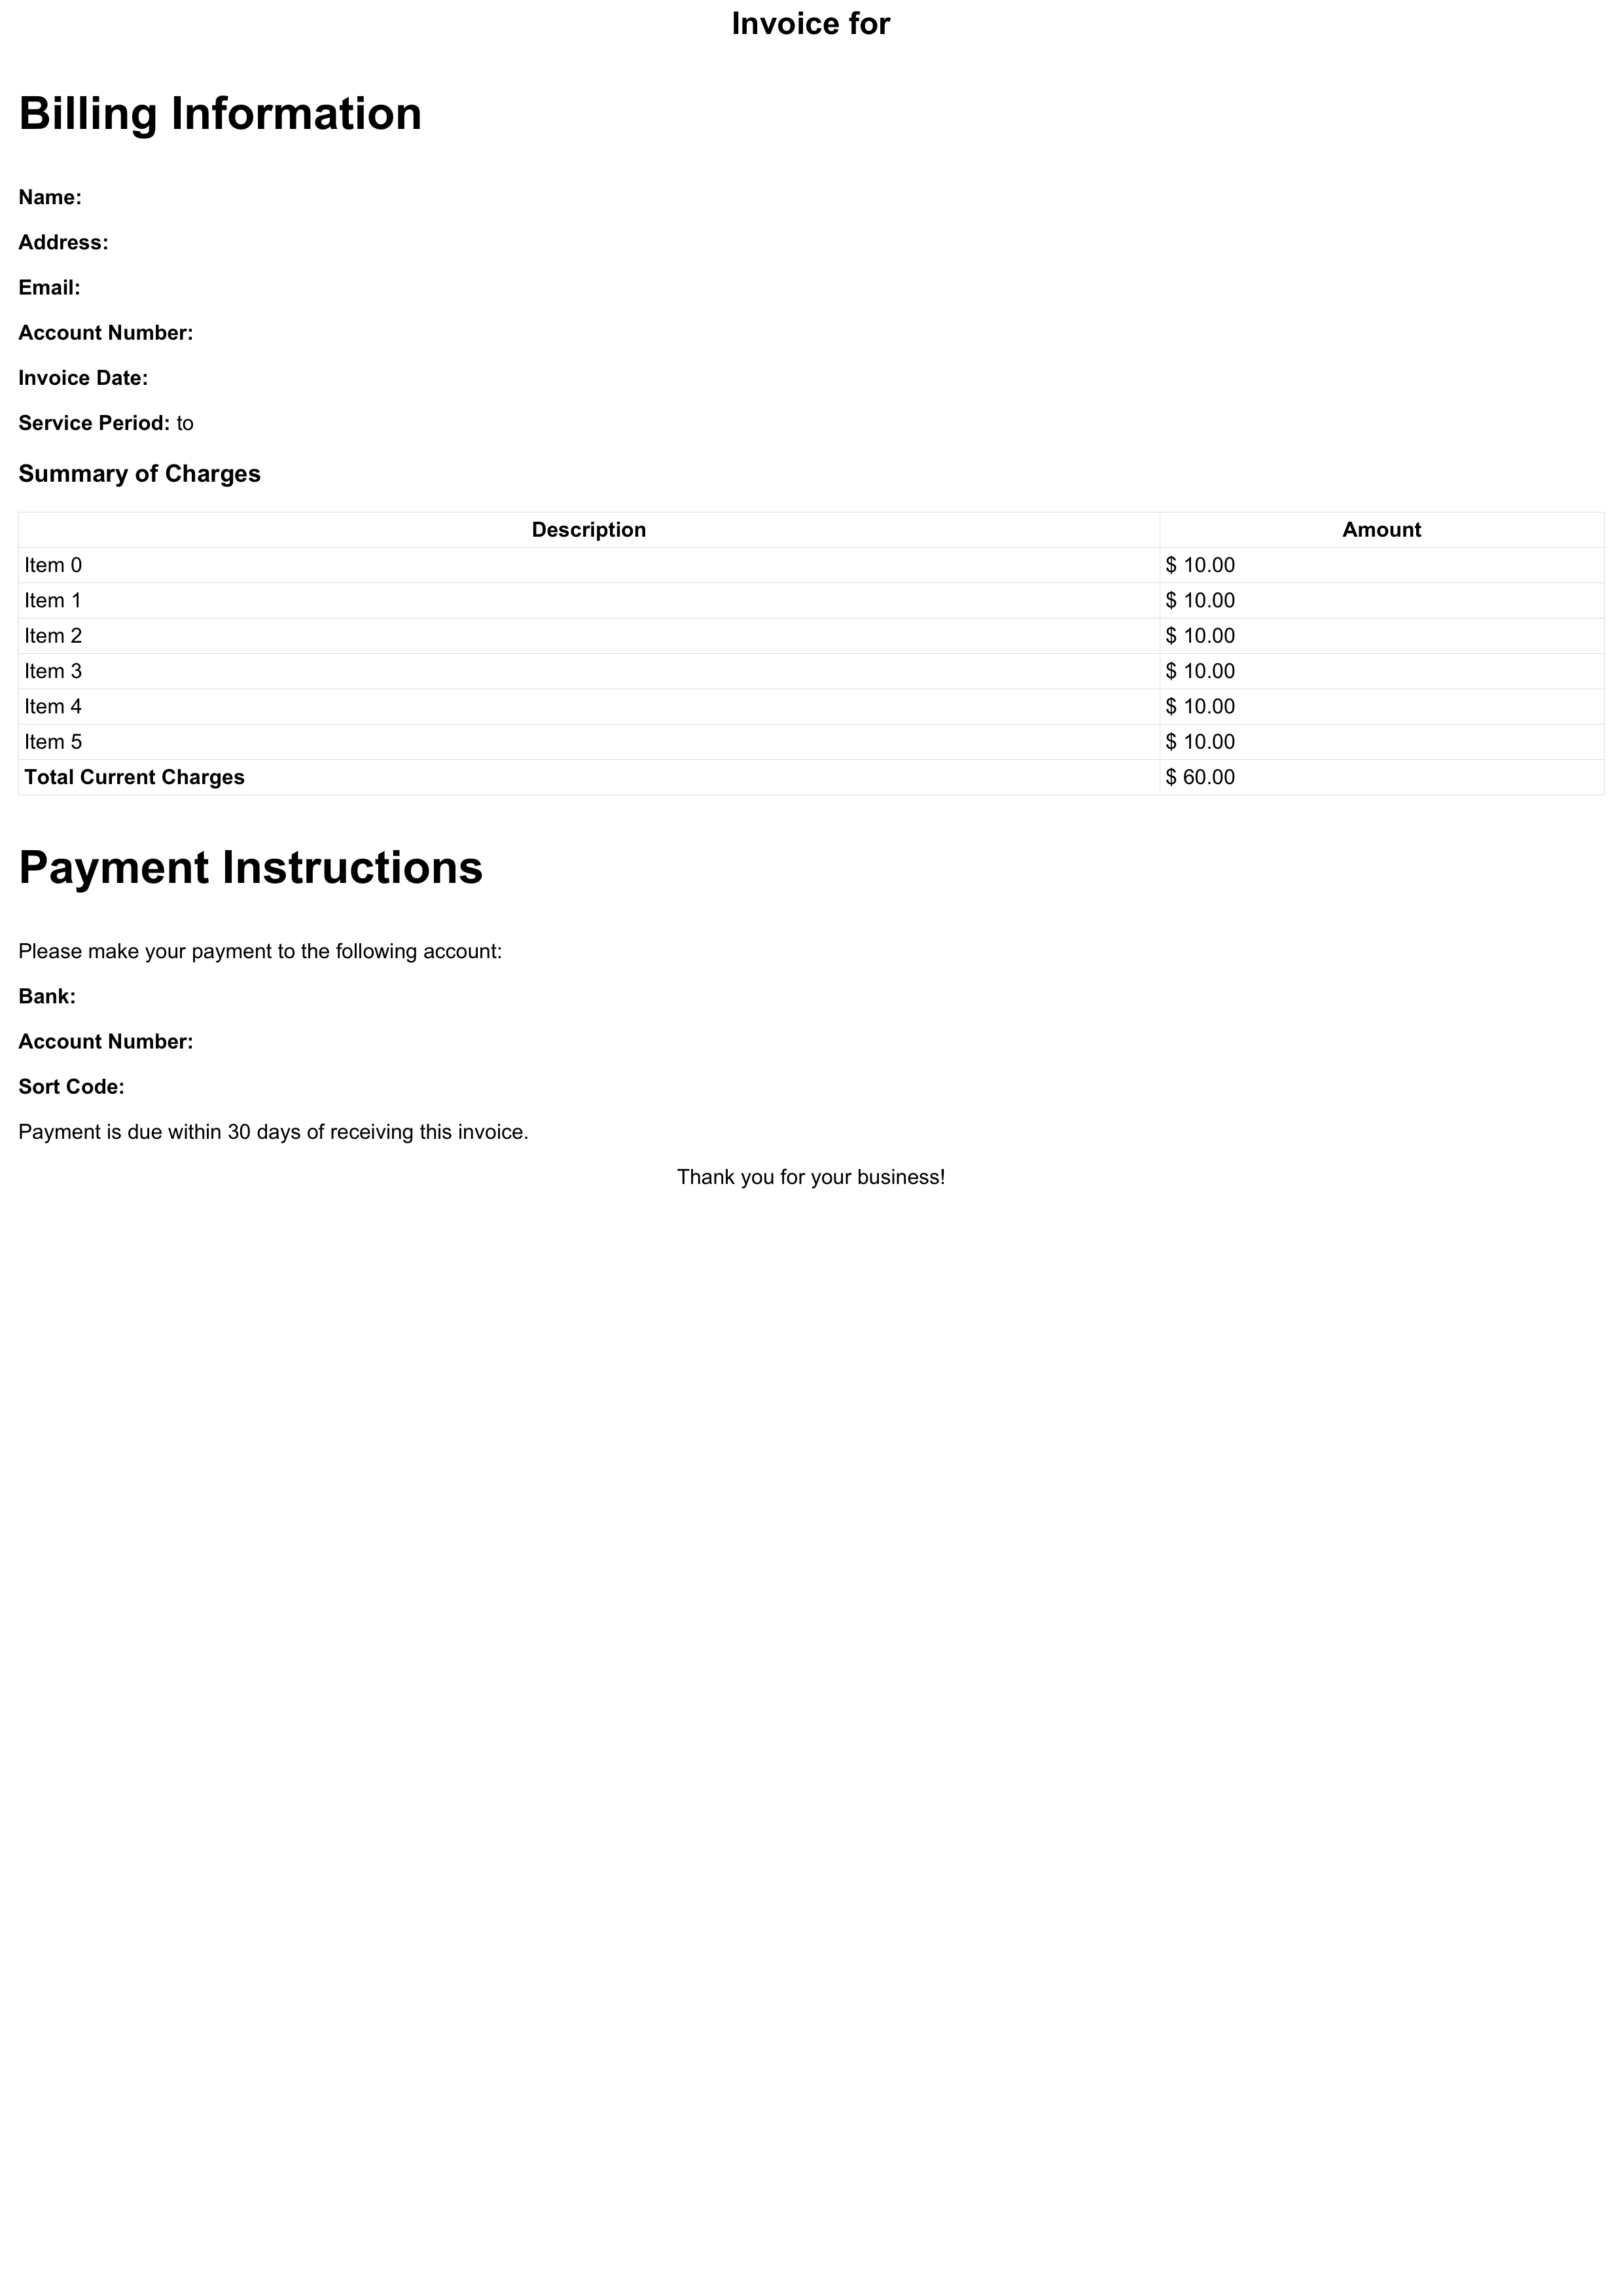 Invoice for
Billing Information
Name:
Address:
Email:
Account Number:
Invoice Date:
Service Period: to
Summary of Charges
Description Amount
Item 0 $ 10.00
Item 1 $ 10.00
Item 2 $ 10.00
Item 3 $ 10.00
Item 4 $ 10.00
Item 5 $ 10.00
Total Current Charges $ 60.00
Payment Instructions
Please make your payment to the following account:
Bank:
Account Number:
Sort Code:
Payment is due within 30 days of receiving this invoice.
Thank you for your business!